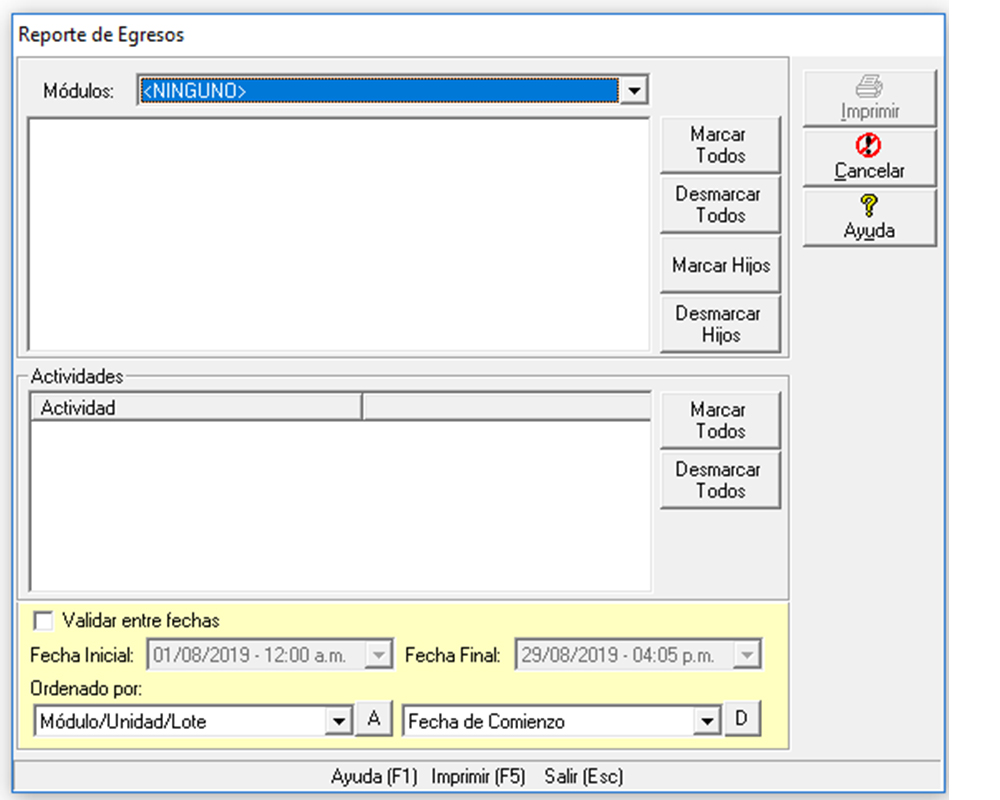 Reporte de Egresos
Módulos:
<NINGUNO>
Marcar
Todos
Desmarcar
Todos
Marcar Hijos
Desmarcar
Hijos
Imprimir
Cancelar
Ayuda
Actividades
Actividad
Marcar
Todos
Desmarcar
Todos
Validar entre fechas
Fecha Inicial: 01/08/2019 - 12:00 a.m. Fecha Final: 29/08/2019 - 04:05 p.m.
Ordenado por:
Módulo/Unidad/Lote A Fecha de Comienzo D
Ayuda (F1) Imprimir (F5) Salir (Esc)